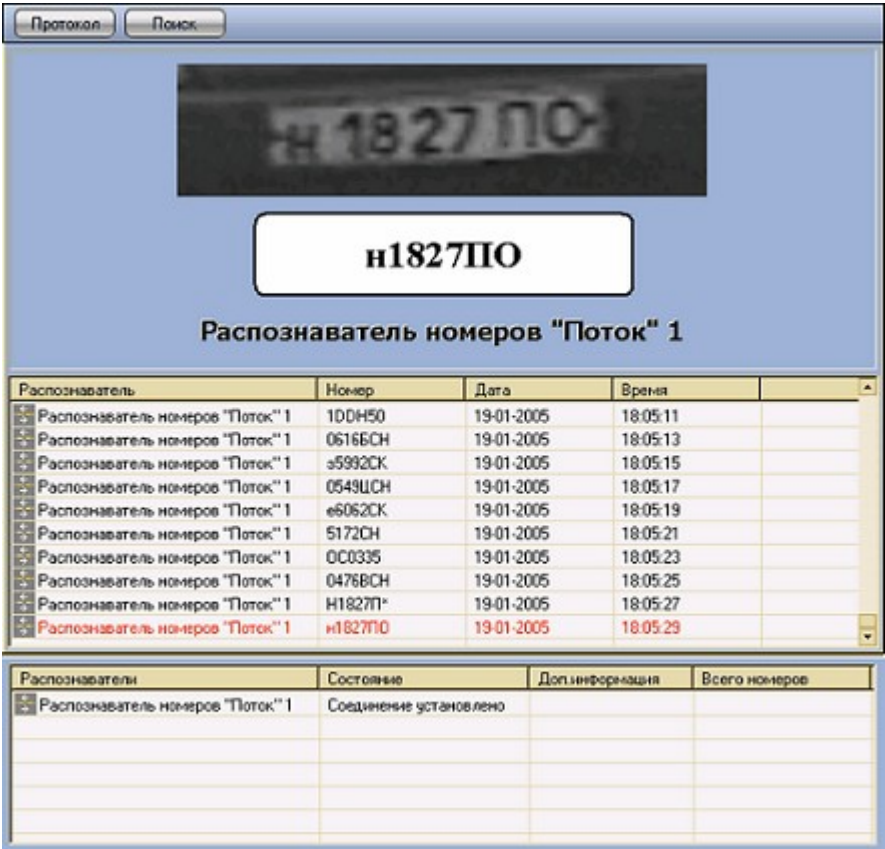 Протокол Поиск
н 1827 ПО
н1827ПО
Распознаватель номеров "Поток" 1
Распознаватель Номер Дата Время
Распознаватель номеров "Поток" 1 1DDH50 19-01-2005 18:05:11
Распознаватель номеров "Поток" 1 0616БСН 19-01-2005 18:05:13
Распознаватель номеров "Поток" 1 э5992СК 19-01-2005 18:05:15
Распознаватель номеров "Поток" 1 0549ЦСН 19-01-2005 18:05:17
Распознаватель номеров "Поток" 1 е6062СК 19-01-2005 18:05:19
Распознаватель номеров "Поток" 1 5172СН 19-01-2005 18:05:21
Распознаватель номеров "Поток" 1 ОС0335 19-01-2005 18:05:23
Распознаватель номеров "Поток" 1 0476ВСН 19-01-2005 18:05:25
Распознаватель номеров "Поток" 1 Н1827П* 19-01-2005 18:05:27
Распознаватель номеров "Поток" 1 н1827ПО 19-01-2005 18:05:29
Распознаватели Состояние Доп.информация Всего номеров
Распознаватель номеров "Поток" 1 Соединение установлено